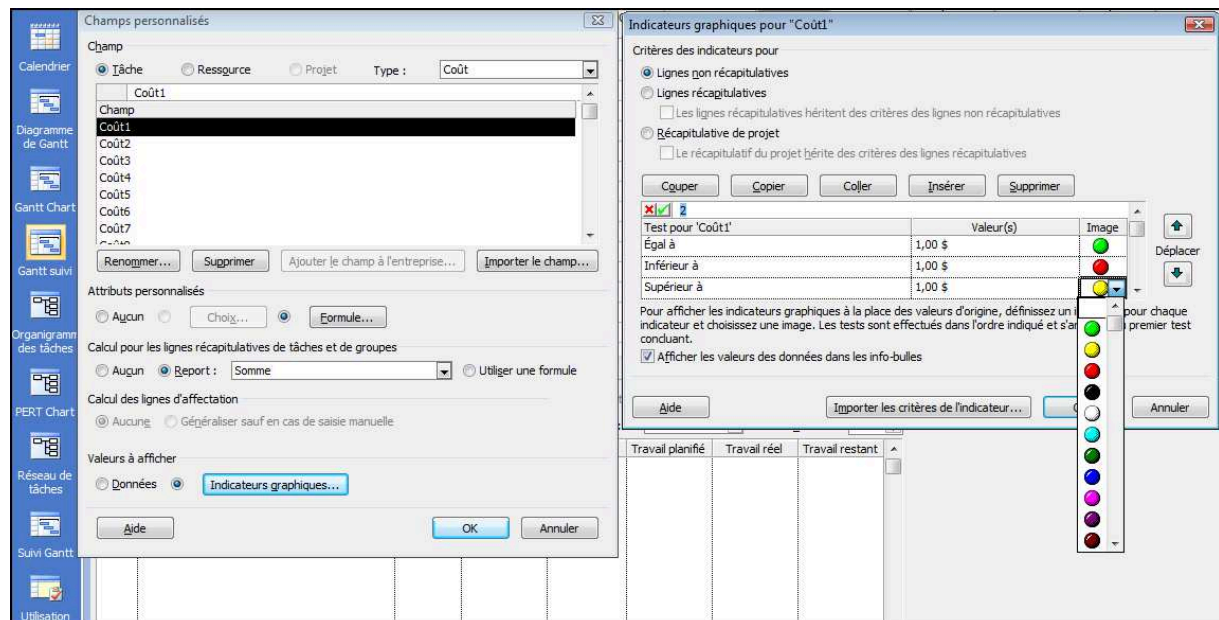 Calendrier
Diagramme
de Gantt
Gantt Chart
Gantt suivi
Organigramm
des tâches
PERT Chart
Réseau de
tâches
Suivi Gantt
Utilisation
Champs personnalisés
Champ
Tâche Ressource Projet Type : Coût
Coût1
Champ
Coût1
Coût2
Coût3
Coût4
Coût5
Coût6
Coût7
Renommer... Supprimer Ajouter le champ à l'entreprise... Importer le champ...
Attributs personnalisés
Aucun Choix... Formule...
Calcul pour les lignes récapitulatives de tâches et de groupes
Aucun Report : Somme Utiliser une formule
Calcul des lignes d'affectation
Aucune Généraliser sauf en cas de saisie manuelle
Valeurs à afficher
Données Indicateurs graphiques...
Aide OK Annuler
Indicateurs graphiques pour "Coût1"
Critères des indicateurs pour
Lignes non récapitulatives
Lignes récapitulatives
Les lignes récapitulatives héritent des critères des lignes non récapitulatives
Récapitulative de projet
Le récapitulatif du projet hérite des critères des lignes récapitulatives
Couper Copier Coller Insérer Supprimer
2
Test pour 'Coût1' Valeur(s) Image
Égal à 1,00 $
Inférieur à 1,00 $
Supérieur à 1,00 $
Déplacer
Pour afficher les indicateurs graphiques à la place des valeurs d'origine, définissez un pour chaque
indicateur et choisissez une image. Les tests sont effectués dans l'ordre indiqué et premier test
concluant.
Afficher les valeurs des données dans les info-bulles
Aide Importer les critères de l'indicateur... Annuler
Travail planifié Travail réel Travail restant